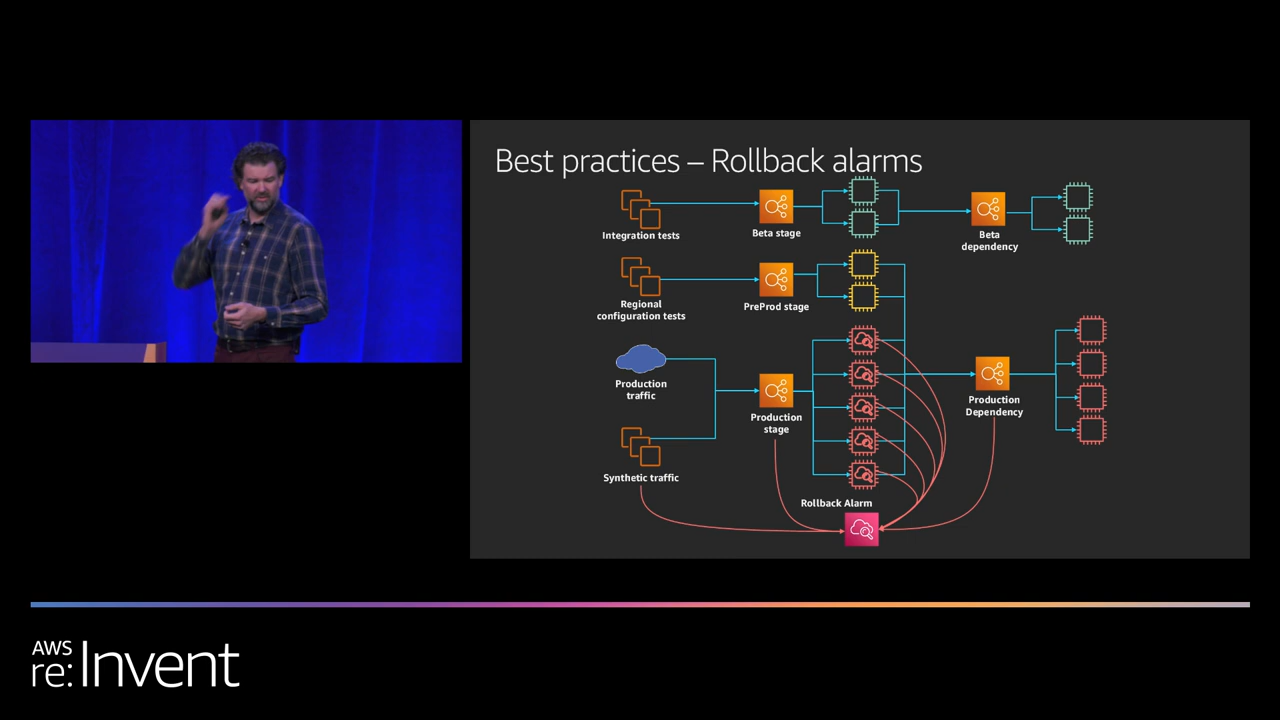 Best practices – Rollback alarms
Integration tests
Beta stage
Beta
dependency
Regional
configuration tests
PreProd stage
Production
traffic
Production
stage
Production
Dependency
Synthetic traffic
Rollback Alarm
AWS
re:Invent